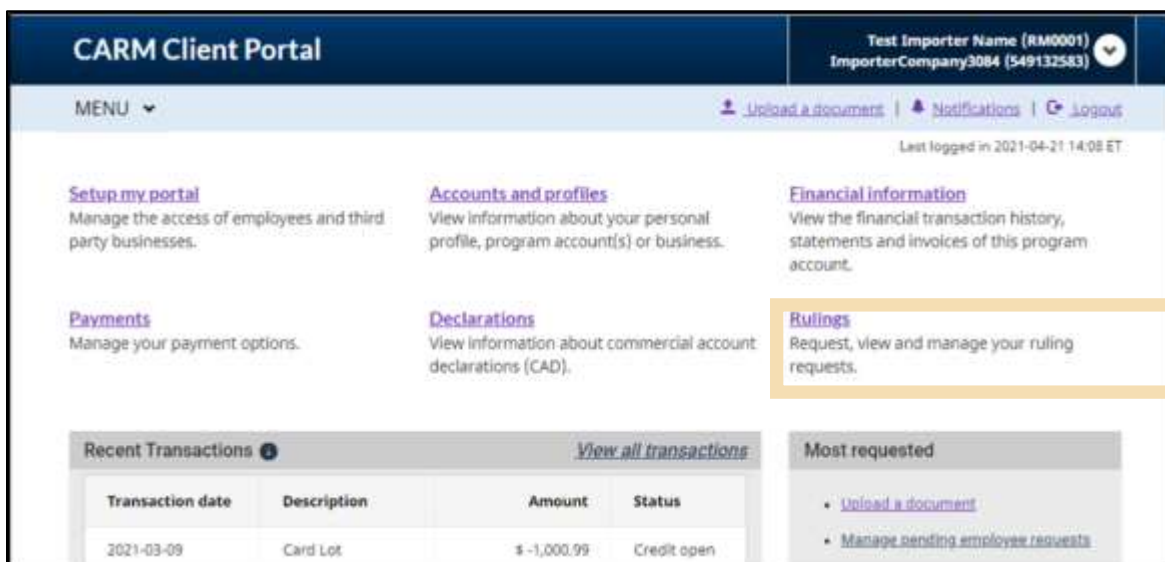 CARM Client Portal
Test Importer Name (RM0001)
ImporterCompany3084 (549132583)
MENU
Upload a document | Notifications | Logout
Last logged in 2021-04-21 14:08 ET
Setup my portal
Manage the access of employees and third
party businesses.
Accounts and profiles
View information about your personal
profile, program account(s) or business.
Financial information
View the financial transaction history,
statements and invoices of this program
account.
Payments
Manage your payment options.
Declarations
View information about commercial account
declarations (CAD).
Rulings
Request, view and manage your ruling
requests.
Recent Transactions
View all transactions
Transaction date Description Amount Status
2021-03-09 Card Lot $ -1,000.99 Credit open
Most requested
Upload a document
Manage pending employee requests